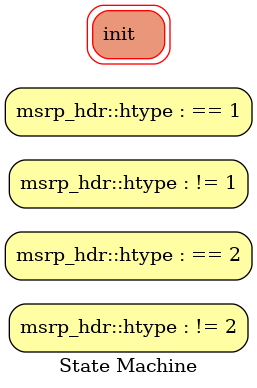 init
msrp_hdr::htype : == 1
msrp_hdr::htype : != 1
msrp_hdr::htype : == 2
msrp_hdr::htype : != 2
State Machine